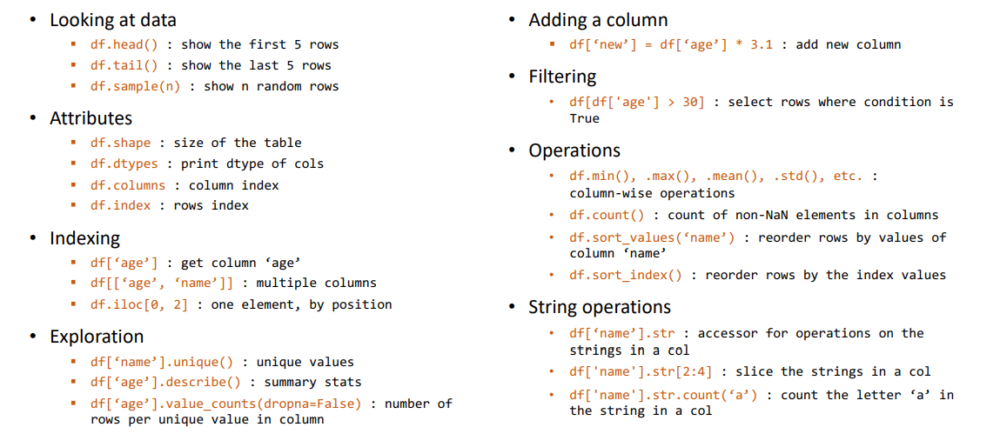 • Looking at data
▪ df.head() : show the first 5 rows
▪ df.tail() : show the last 5 rows
▪ df.sample(n) : show n random rows
• Attributes
▪ df.shape : size of the table
▪ df.dtypes : print dtype of cols
▪ df.columns : column index
▪ df.index : rows index
• Indexing
▪ df[‘age’] : get column ‘age’
▪ df[[‘age’, ‘name’]] : multiple columns
▪ df.iloc[0, 2] : one element, by position
• Exploration
▪ df[‘name’].unique() : unique values
▪ df[‘age’].describe() : summary stats
▪ df[‘age’].value_counts(dropna=False) : number of
rows per unique value in column
• Adding a column
▪ df[‘new’] = df[‘age’] * 3.1 : add new column
• Filtering
• df[df['age'] > 30] : select rows where condition is
True
• Operations
• df.min(), .max(), .mean(), .std(), etc. :
column-wise operations
• df.count() : count of non-NaN elements in columns
• df.sort_values(‘name’) : reorder rows by values of
column ‘name’
• df.sort_index() : reorder rows by the index values
• String operations
• df[‘name’].str : accessor for operations on the
strings in a col
• df['name'].str[2:4] : slice the strings in a col
• df['name'].str.count(‘a’) : count the letter ‘a’ in
the string in a col